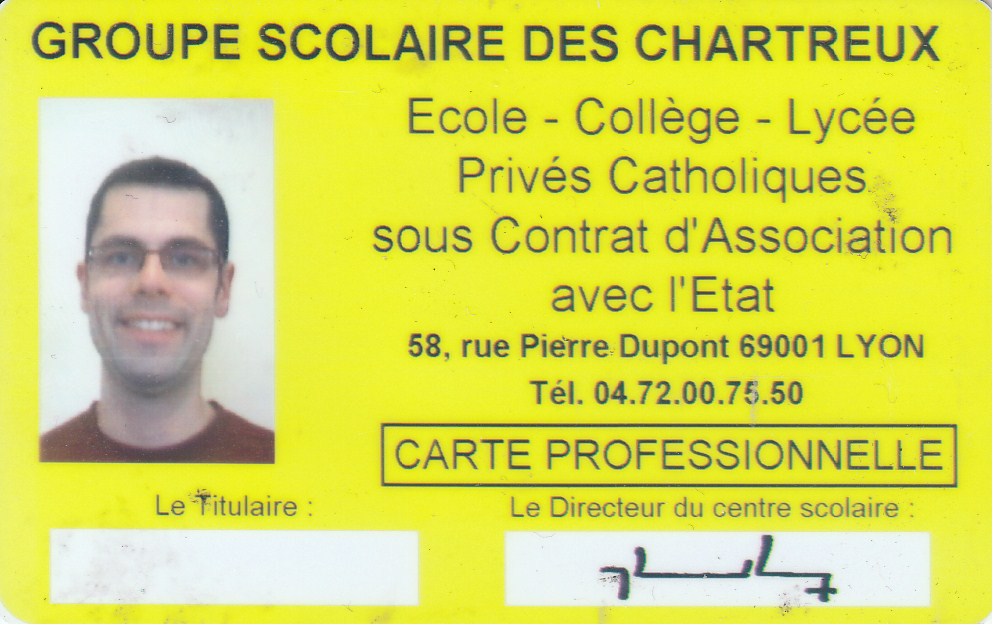 GROUPE SCOLAIRE DES CHARTREUX
Ecole - Collège - Lycée
Privés Catholiques
sous Contrat d'Association
avec l'Etat
58, rue Pierre Dupont 69001 LYON
Tél. 04.72.00.75.50
CARTE PROFESSIONNELLE
Le Titulaire :
Le Directeur du centre scolaire :